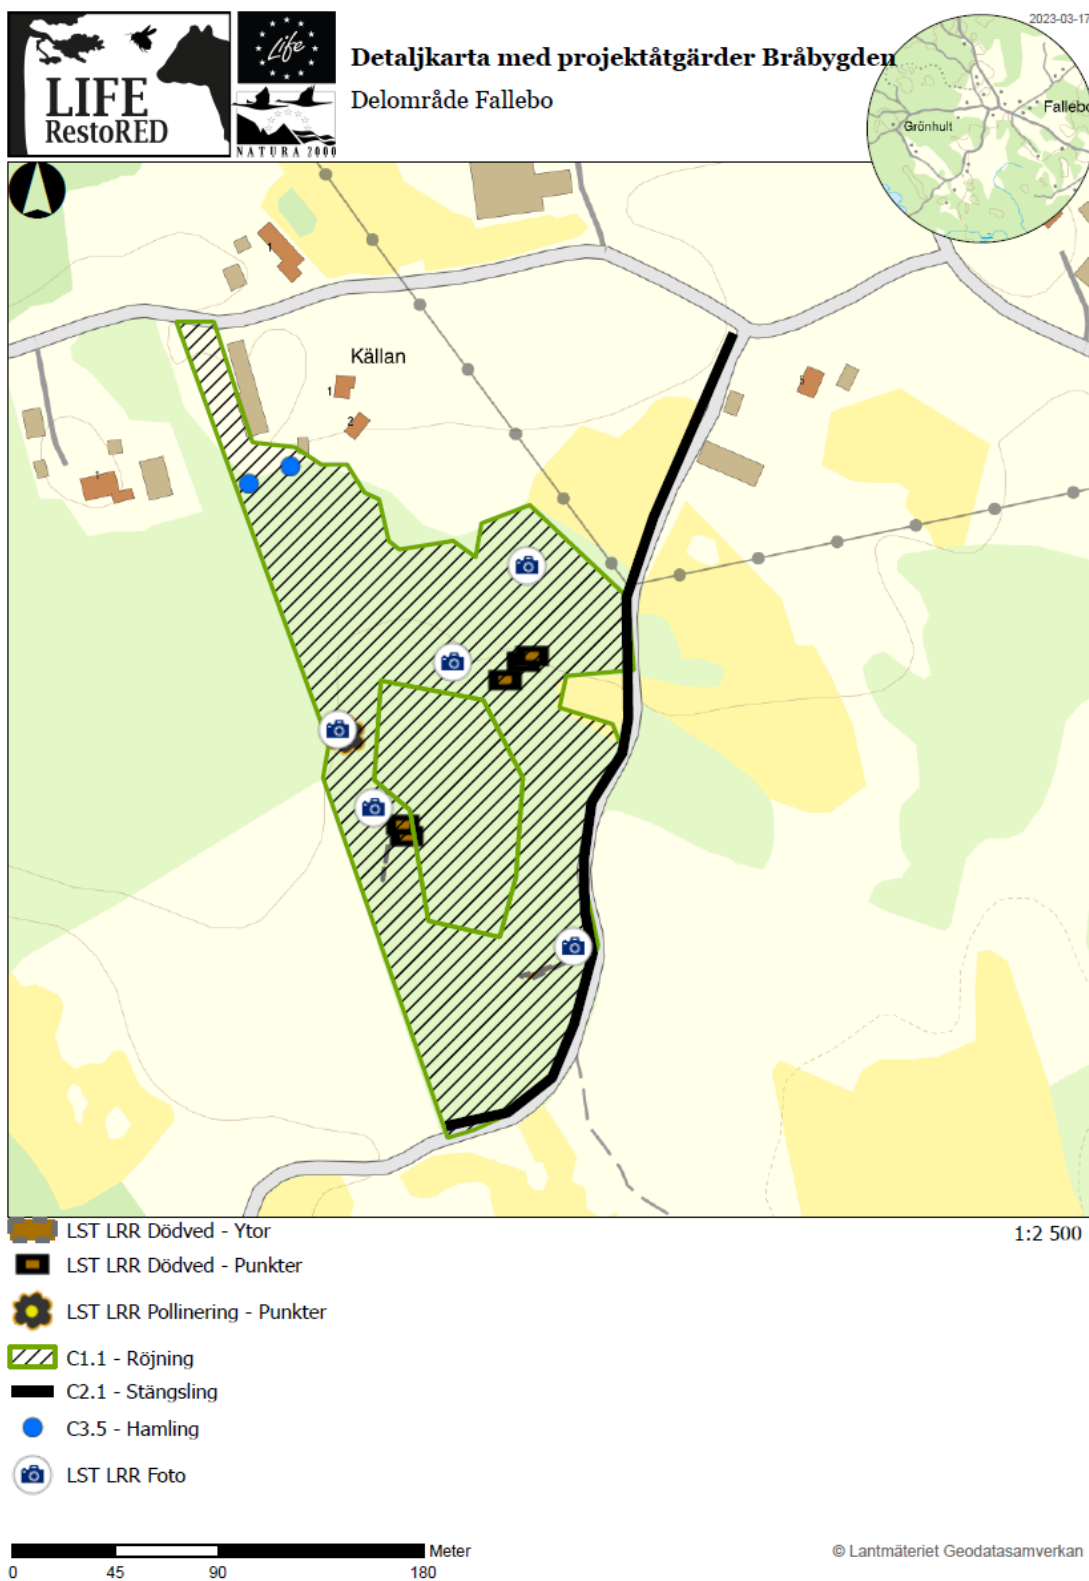 2023-03-17
LIFE
RestoRED
Life
NATURA 2000
Detaljkarta med projektåtgärder Bråbygden
Delområde Fallebo
Fallebo
Grönhult
1
Källan
1
2
5
1
LST LRR Dödved - Ytor
1:2 500
LST LRR Dödved - Punkter
LST LRR Pollinering - Punkter
C1.1 - Röjning
C2.1 - Stängsling
C3.5 - Hamling
LST LRR Foto
Meter
0 45 90 180
© Lantmäteriet Geodatasamverkan